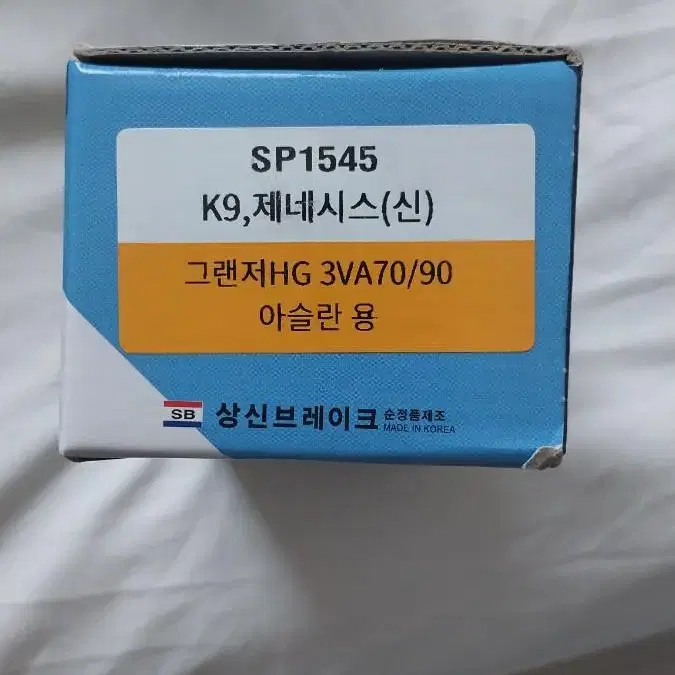 SP1545
K9,제네시스(신)
그랜저HG 3VA70/90
아슬란 용
SB 상신브레이크 순정품제조
MADE IN KOREA